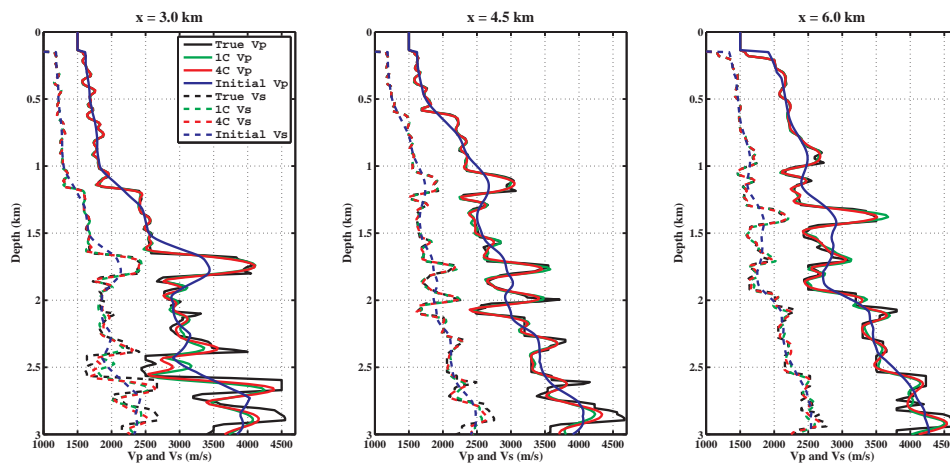 x = 3.0 km
x = 4.5 km
x = 6.0 km
0
0.5
1
1.5
2
2.5
3
Depth (km)
True Vp
1C Vp
4C Vp
Initial Vp
True Vs
1C Vs
4C Vs
Initial Vs
1000 1500 2000 2500 3000 3500 4000 4500
Vp and Vs (m/s)
0
0.5
1
1.5
2
2.5
3
Depth (km)
1000 1500 2000 2500 3000 3500 4000 4500
Vp and Vs (m/s)
0
0.5
1
1.5
2
2.5
3
Depth (km)
1000 1500 2000 2500 3000 3500 4000 4500
Vp and Vs (m/s)